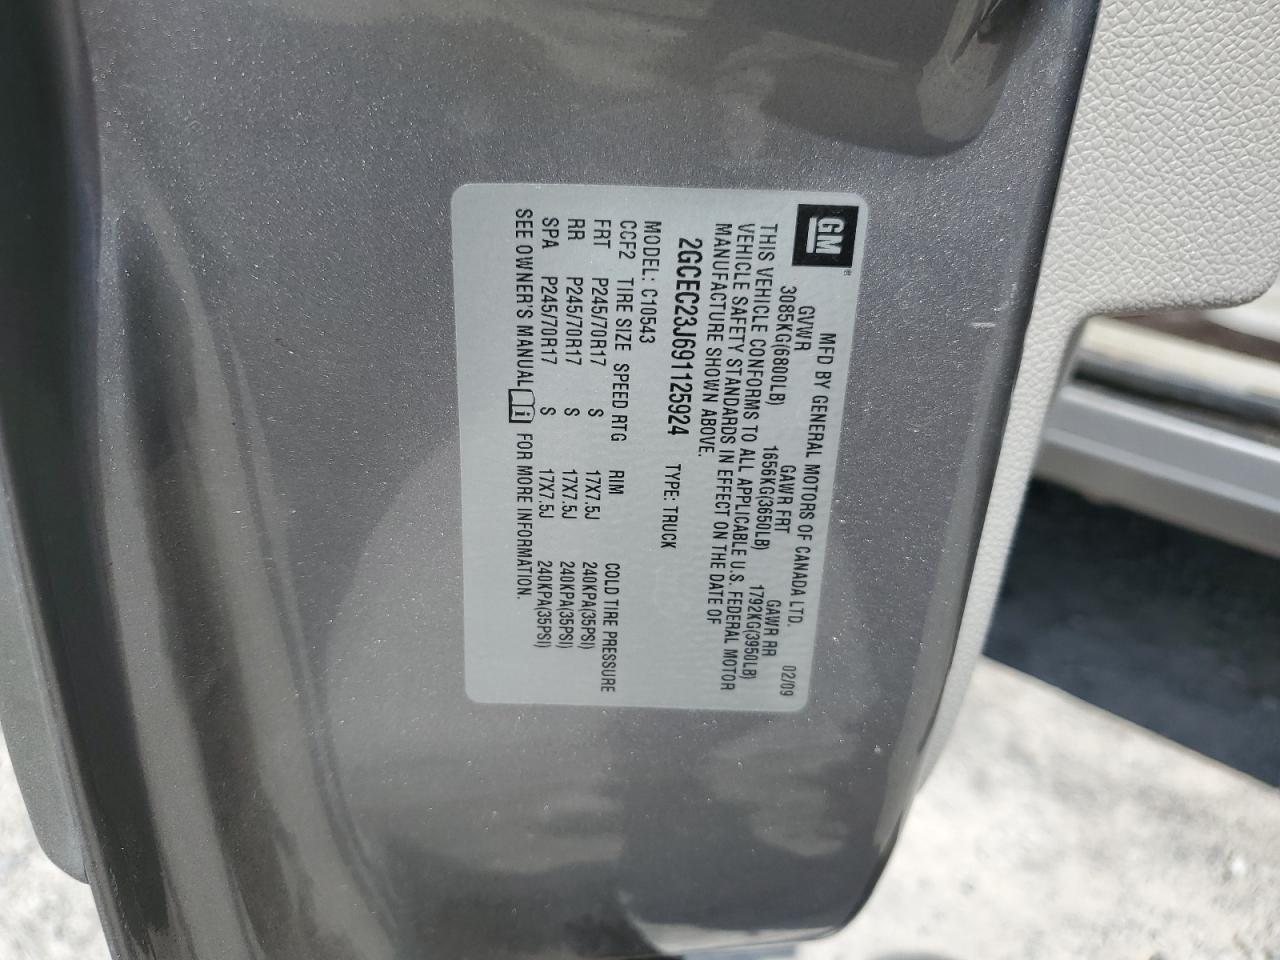 GM®
MFD BY GENERAL MOTORS OF CANADA LTD.
GVWR GAWR FRT GAWR RR 02/09
3085KG(6800LB) 1656KG(3650LB) 1792KG(3950LB)
THIS VEHICLE CONFORMS TO ALL APPLICABLE U.S. FEDERAL MOTOR
VEHICLE SAFETY STANDARDS IN EFFECT ON THE DATE OF
MANUFACTURE SHOWN ABOVE.
2GCEC23J691125924 TYPE: TRUCK
MODEL: C10543
CCF2 TIRE SIZE SPEED RTG RIM COLD TIRE PRESSURE
FRT P245/70R17 S 17X7.5J 240KPA(35PSI)
RR P245/70R17 S 17X7.5J 240KPA(35PSI)
SPA P245/70R17 S 17X7.5J 240KPA(35PSI)
SEE OWNER'S MANUAL i FOR MORE INFORMATION.